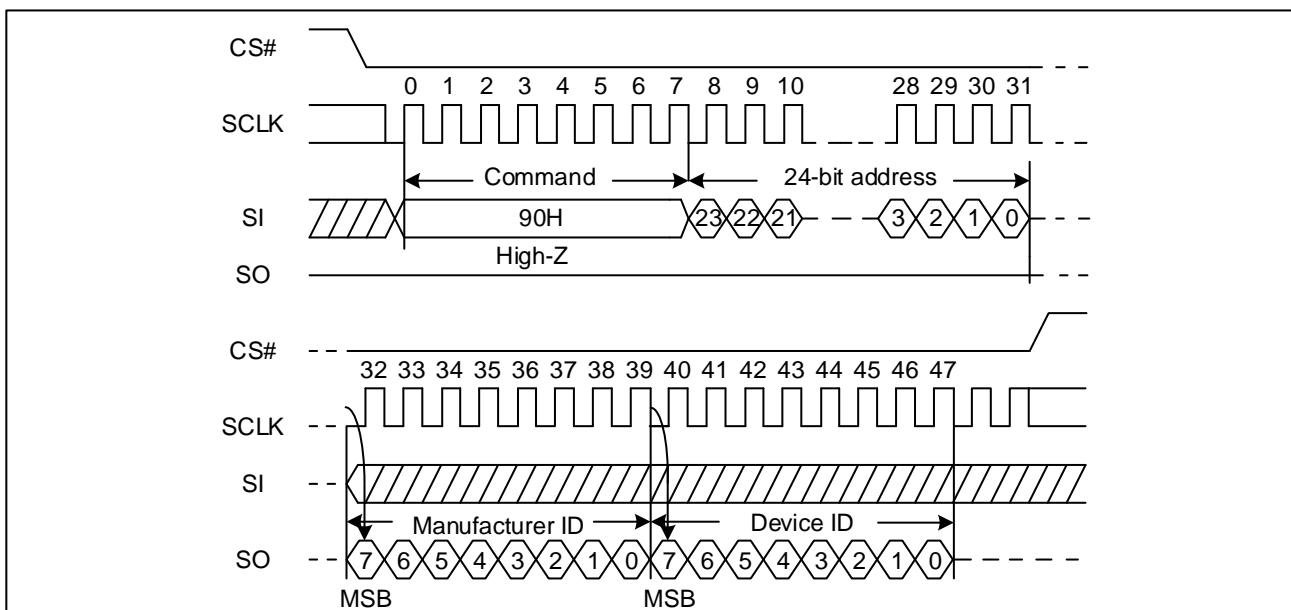 CS#
0 1 2 3 4 5 6 7 8 9 10 28 29 30 31
SCLK
Command 24-bit address
SI 90H 23 22 21 3 2 1 0
High-Z
SO
CS#
32 33 34 35 36 37 38 39 40 41 42 43 44 45 46 47
SCLK
SI
Manufacturer ID Device ID
SO 7 6 5 4 3 2 1 0 7 6 5 4 3 2 1 0
MSB MSB